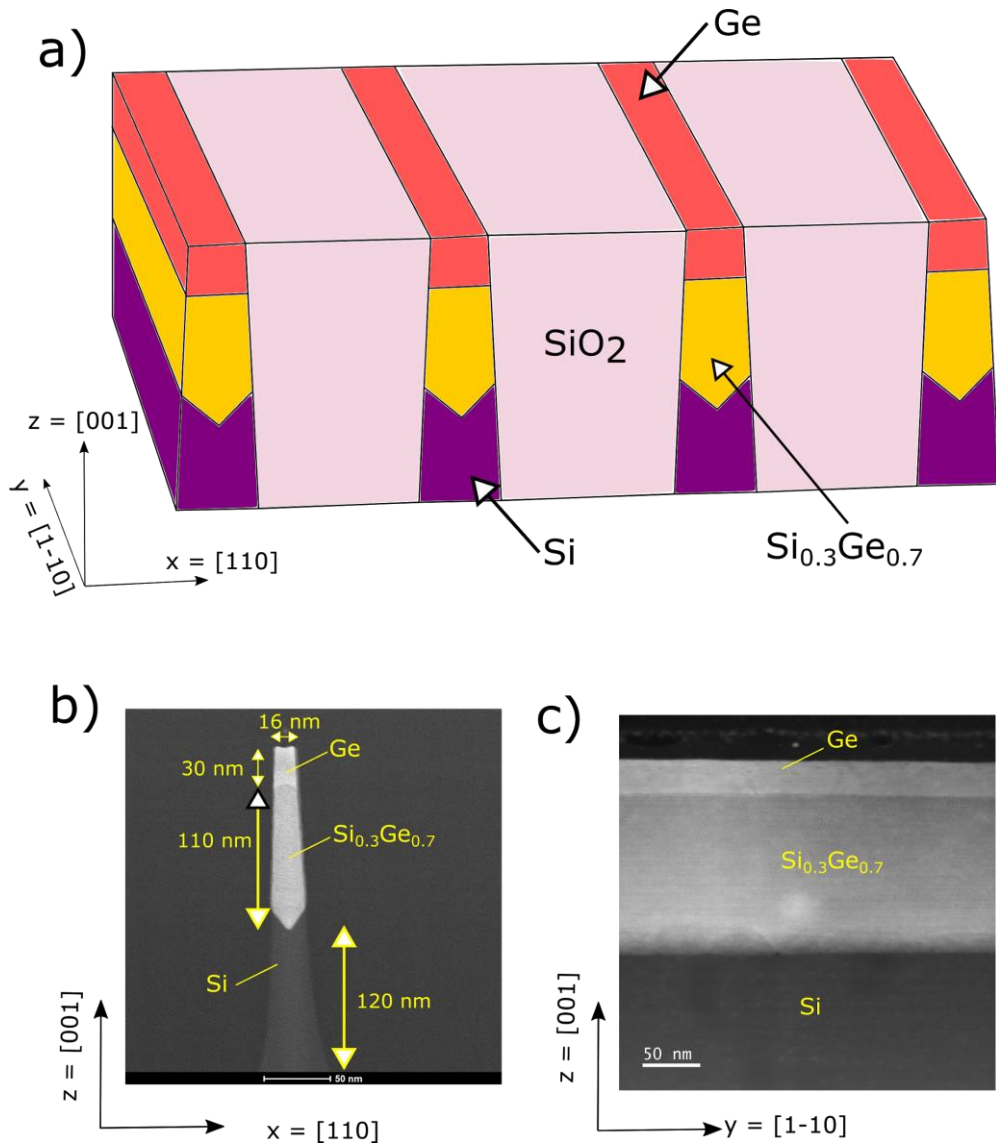 a)
Ge
SiO2
z = [001]
y = [1-10]
x = [110]
Si
Si0.3Ge0.7
b)
16 nm
Ge
30 nm
110 nm
Si0.3Ge0.7
Si
120 nm
50 nm
z = [001]
x = [110]
c)
Ge
Si0.3Ge0.7
Si
50 nm
z = [001]
y = [1-10]